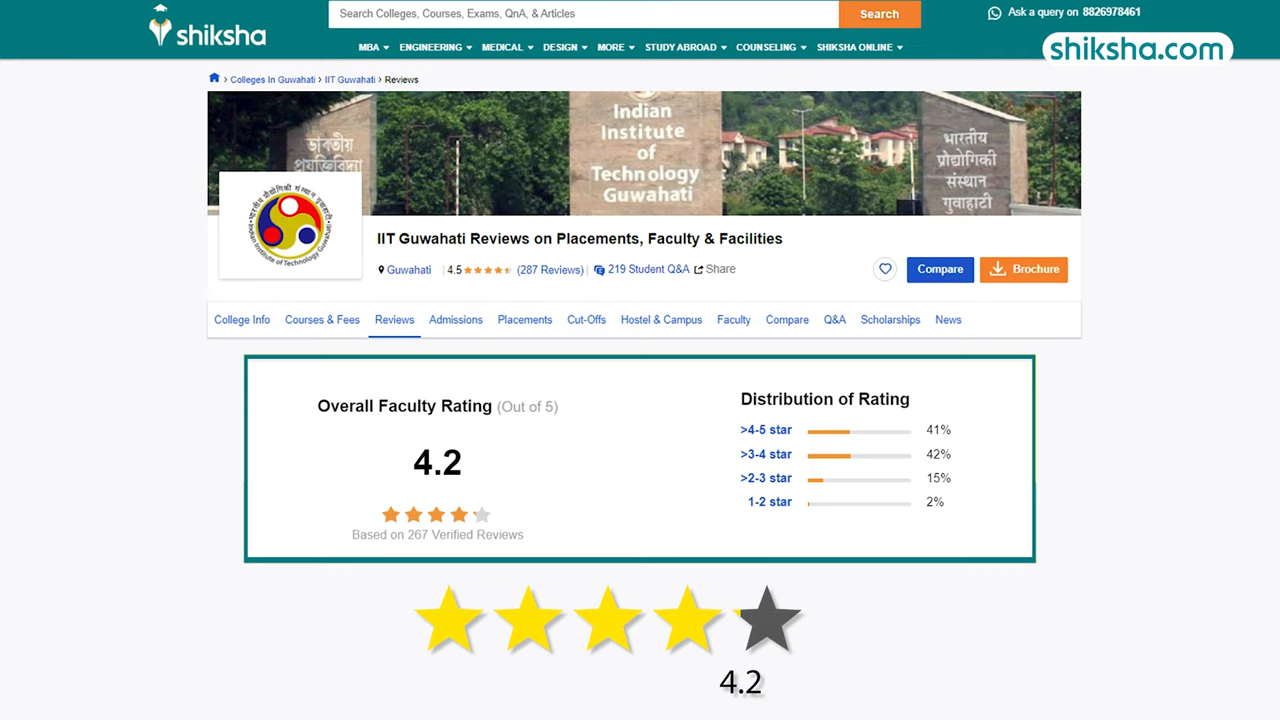 shiksha
Search Colleges, Courses, Exams, QnA, & Articles
Search
Ask a query on 8826978461
MBA ENGINEERING MEDICAL DESIGN MORE STUDY ABROAD COUNSELING SHIKSHA ONLINE
shiksha.com
Colleges In Guwahati › IIT Guwahati › Reviews
Indian
Institute
of
Technology
Guwahati
भारतीय
प्रौद्योगिकी
संस्थान
गुवाहाटी
Indian Institute of Technology Guwahati
IIT Guwahati Reviews on Placements, Faculty & Facilities
Guwahati | 4.5 (287 Reviews) | 219 Student Q&A Share
Compare
Brochure
College Info Courses & Fees Reviews Admissions Placements Cut-Offs Hostel & Campus Faculty Compare Q&A Scholarships News
Overall Faculty Rating (Out of 5)
4.2
Based on 267 Verified Reviews
Distribution of Rating
>4-5 star 41%
>3-4 star 42%
>2-3 star 15%
1-2 star 2%
4.2